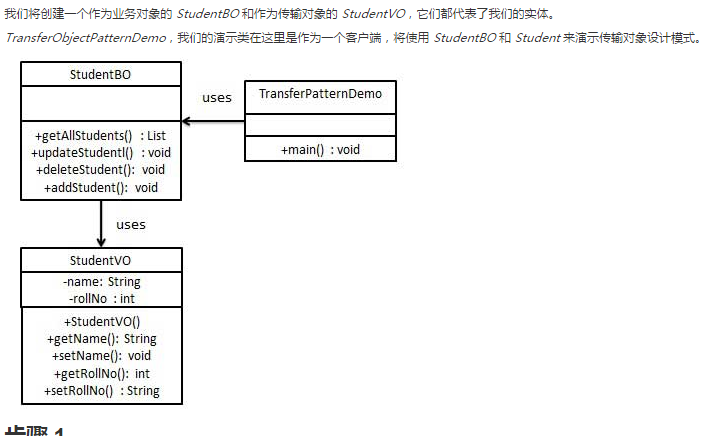 我们将创建一个作为业务对象的 StudentBO 和作为传输对象的 StudentVO，它们都代表了我们的实体。
TransferObjectPatternDemo，我们的演示类在这里是作为一个客户端，将使用 StudentBO 和 Student 来演示传输对象设计模式。
StudentBO
+getAllStudents() : List
+updateStudentl() : void
+deleteStudent(): void
+addStudent(): void
uses
TransferPatternDemo
+main() : void
uses
StudentVO
-name: String
-rollNo : int
+StudentVO()
+getName(): String
+setName(): void
+getRollNo(): int
+setRollNo() : String
步骤 1